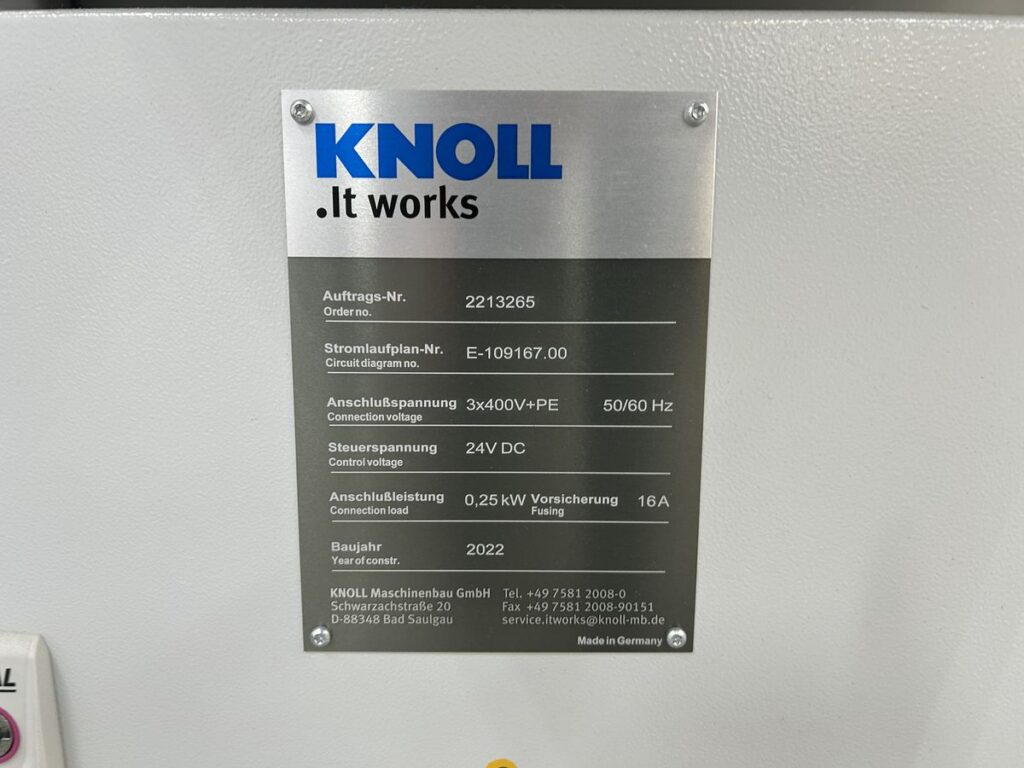 KNOLL
.It works
Auftrags-Nr. 2213265
Order no.
Stromlaufplan-Nr. E-109167.00
Circuit diagram no.
Anschlußspannung 3x400V+PE 50/60 Hz
Connection voltage
Steuerspannung 24V DC
Control voltage
Anschlußleistung 0,25 kW Vorsicherung 16 A
Connection load Fusing
Baujahr 2022
Year of constr.
KNOLL Maschinenbau GmbH Tel. +49 7581 2008-0
Schwarzachstraße 20 Fax +49 7581 2008-90151
D-88348 Bad Saulgau service.itworks@knoll-mb.de
Made in Germany